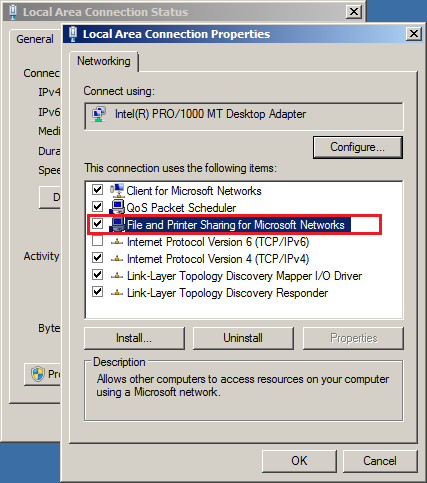 Local Area Connection Status
General
Connec
IPv4
IPv6
Medi
Dura
Spee
D
Activity
Byte
Pro
Local Area Connection Properties
Networking
Connect using:
Intel(R) PRO/1000 MT Desktop Adapter
Configure...
This connection uses the following items:
Client for Microsoft Networks
QoS Packet Scheduler
File and Printer Sharing for Microsoft Networks
Internet Protocol Version 6 (TCP/IPv6)
Internet Protocol Version 4 (TCP/IPv4)
Link-Layer Topology Discovery Mapper I/O Driver
Link-Layer Topology Discovery Responder
Install...
Uninstall
Properties
Description
Allows other computers to access resources on your computer
using a Microsoft network.
OK
Cancel